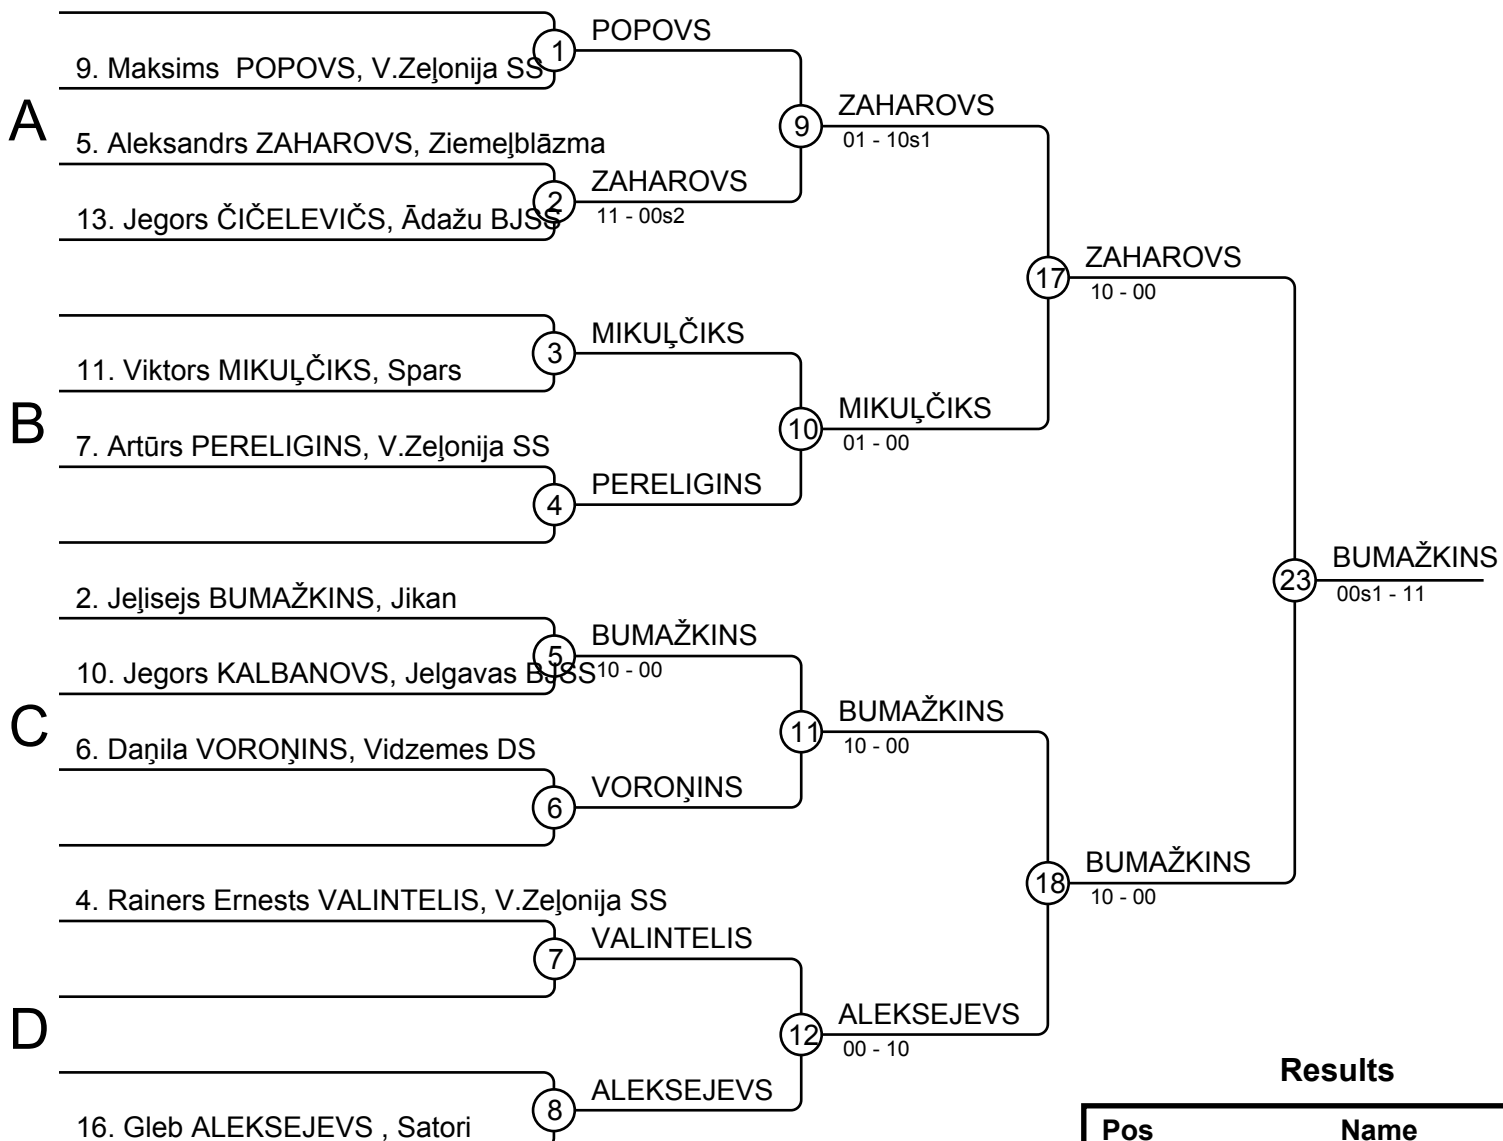 POPOVS
1
9. Maksims  POPOVS, V.Zeļonija SS
ZAHAROVS
A
9
01 - 10s1
5. Aleksandrs ZAHAROVS, Ziemeļblāzma
ZAHAROVS
2
11 - 00s2
13. Jegors ČIČELEVIČS, Ādažu BJSS
ZAHAROVS
17
10 - 00
MIKUĻČIKS
3
11. Viktors MIKUĻČIKS, Spars
MIKUĻČIKS
B
10
01 - 00
7. Artūrs PERELIGINS, V.Zeļonija SS
PERELIGINS
4
BUMAŽKINS
23
00s1 - 11
2. Jeļisejs BUMAŽKINS, Jikan
BUMAŽKINS
5
10 - 00
10. Jegors KALBANOVS, Jelgavas BJSS
BUMAŽKINS
C
11
10 - 00
6. Daņila VOROŅINS, Vidzemes DS
VOROŅINS
6
BUMAŽKINS
18
10 - 00
4. Rainers Ernests VALINTELIS, V.Zeļonija SS
VALINTELIS
7
ALEKSEJEVS
D
12
00 - 10
ALEKSEJEVS
8
16. Gleb ALEKSEJEVS , Satori
Results
Pos Name